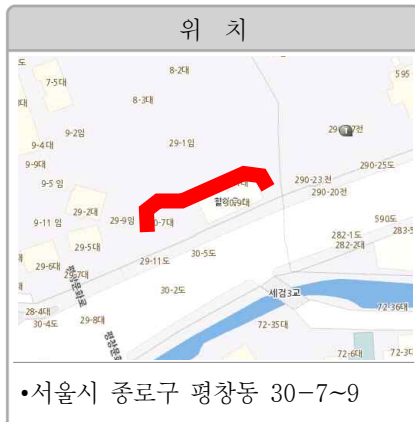 위 치
도
8-2대
595
7-5대
8-3대
9-2임
9-4대
29-1임
9-9대
290-25도
9-5 임
290-23.전
290-20전
29-2대
29-9임
9-11 임
590도
282-1도
282-2대
29-5대
30-5도
29-11도
29-6대
세검3교
30-2도
28-4대
30-4도
29-8대
72-36대
72-35대
72-6대
•서울시 종로구 평창동 30-7~9